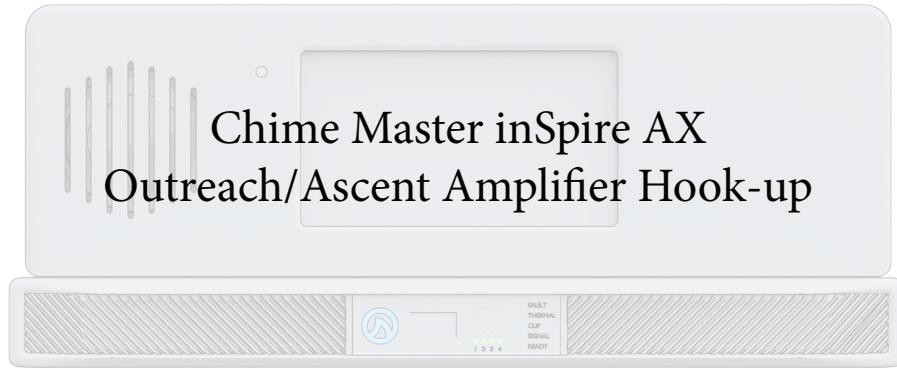 Chime Master inSpire AX
Outreach/Ascent Amplifier Hook-up
FAULT
THERMAL
CLIP
SIGNAL
READY
1 2 3 4